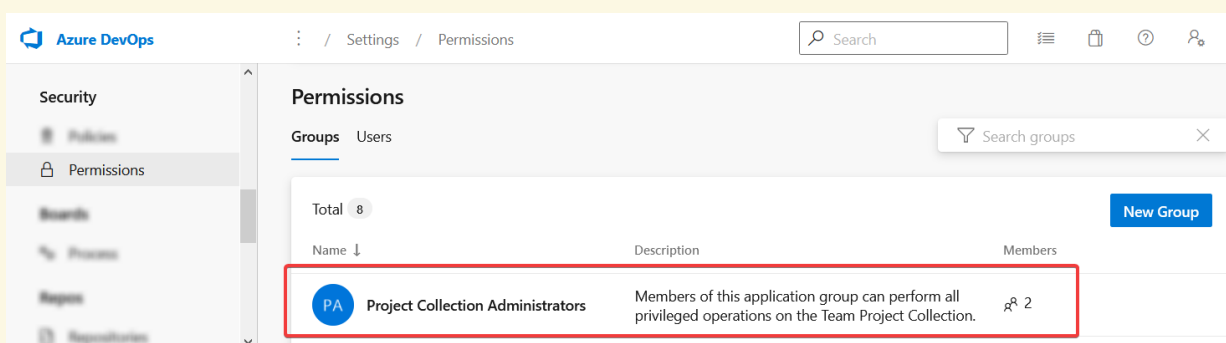 Azure DevOps
/ Settings / Permissions
Search
Security
Permissions
Permissions
Groups Users
Search groups
Total 8
New Group
Name ↓ Description Members
PA Project Collection Administrators
Members of this application group can perform all
privileged operations on the Team Project Collection.
2